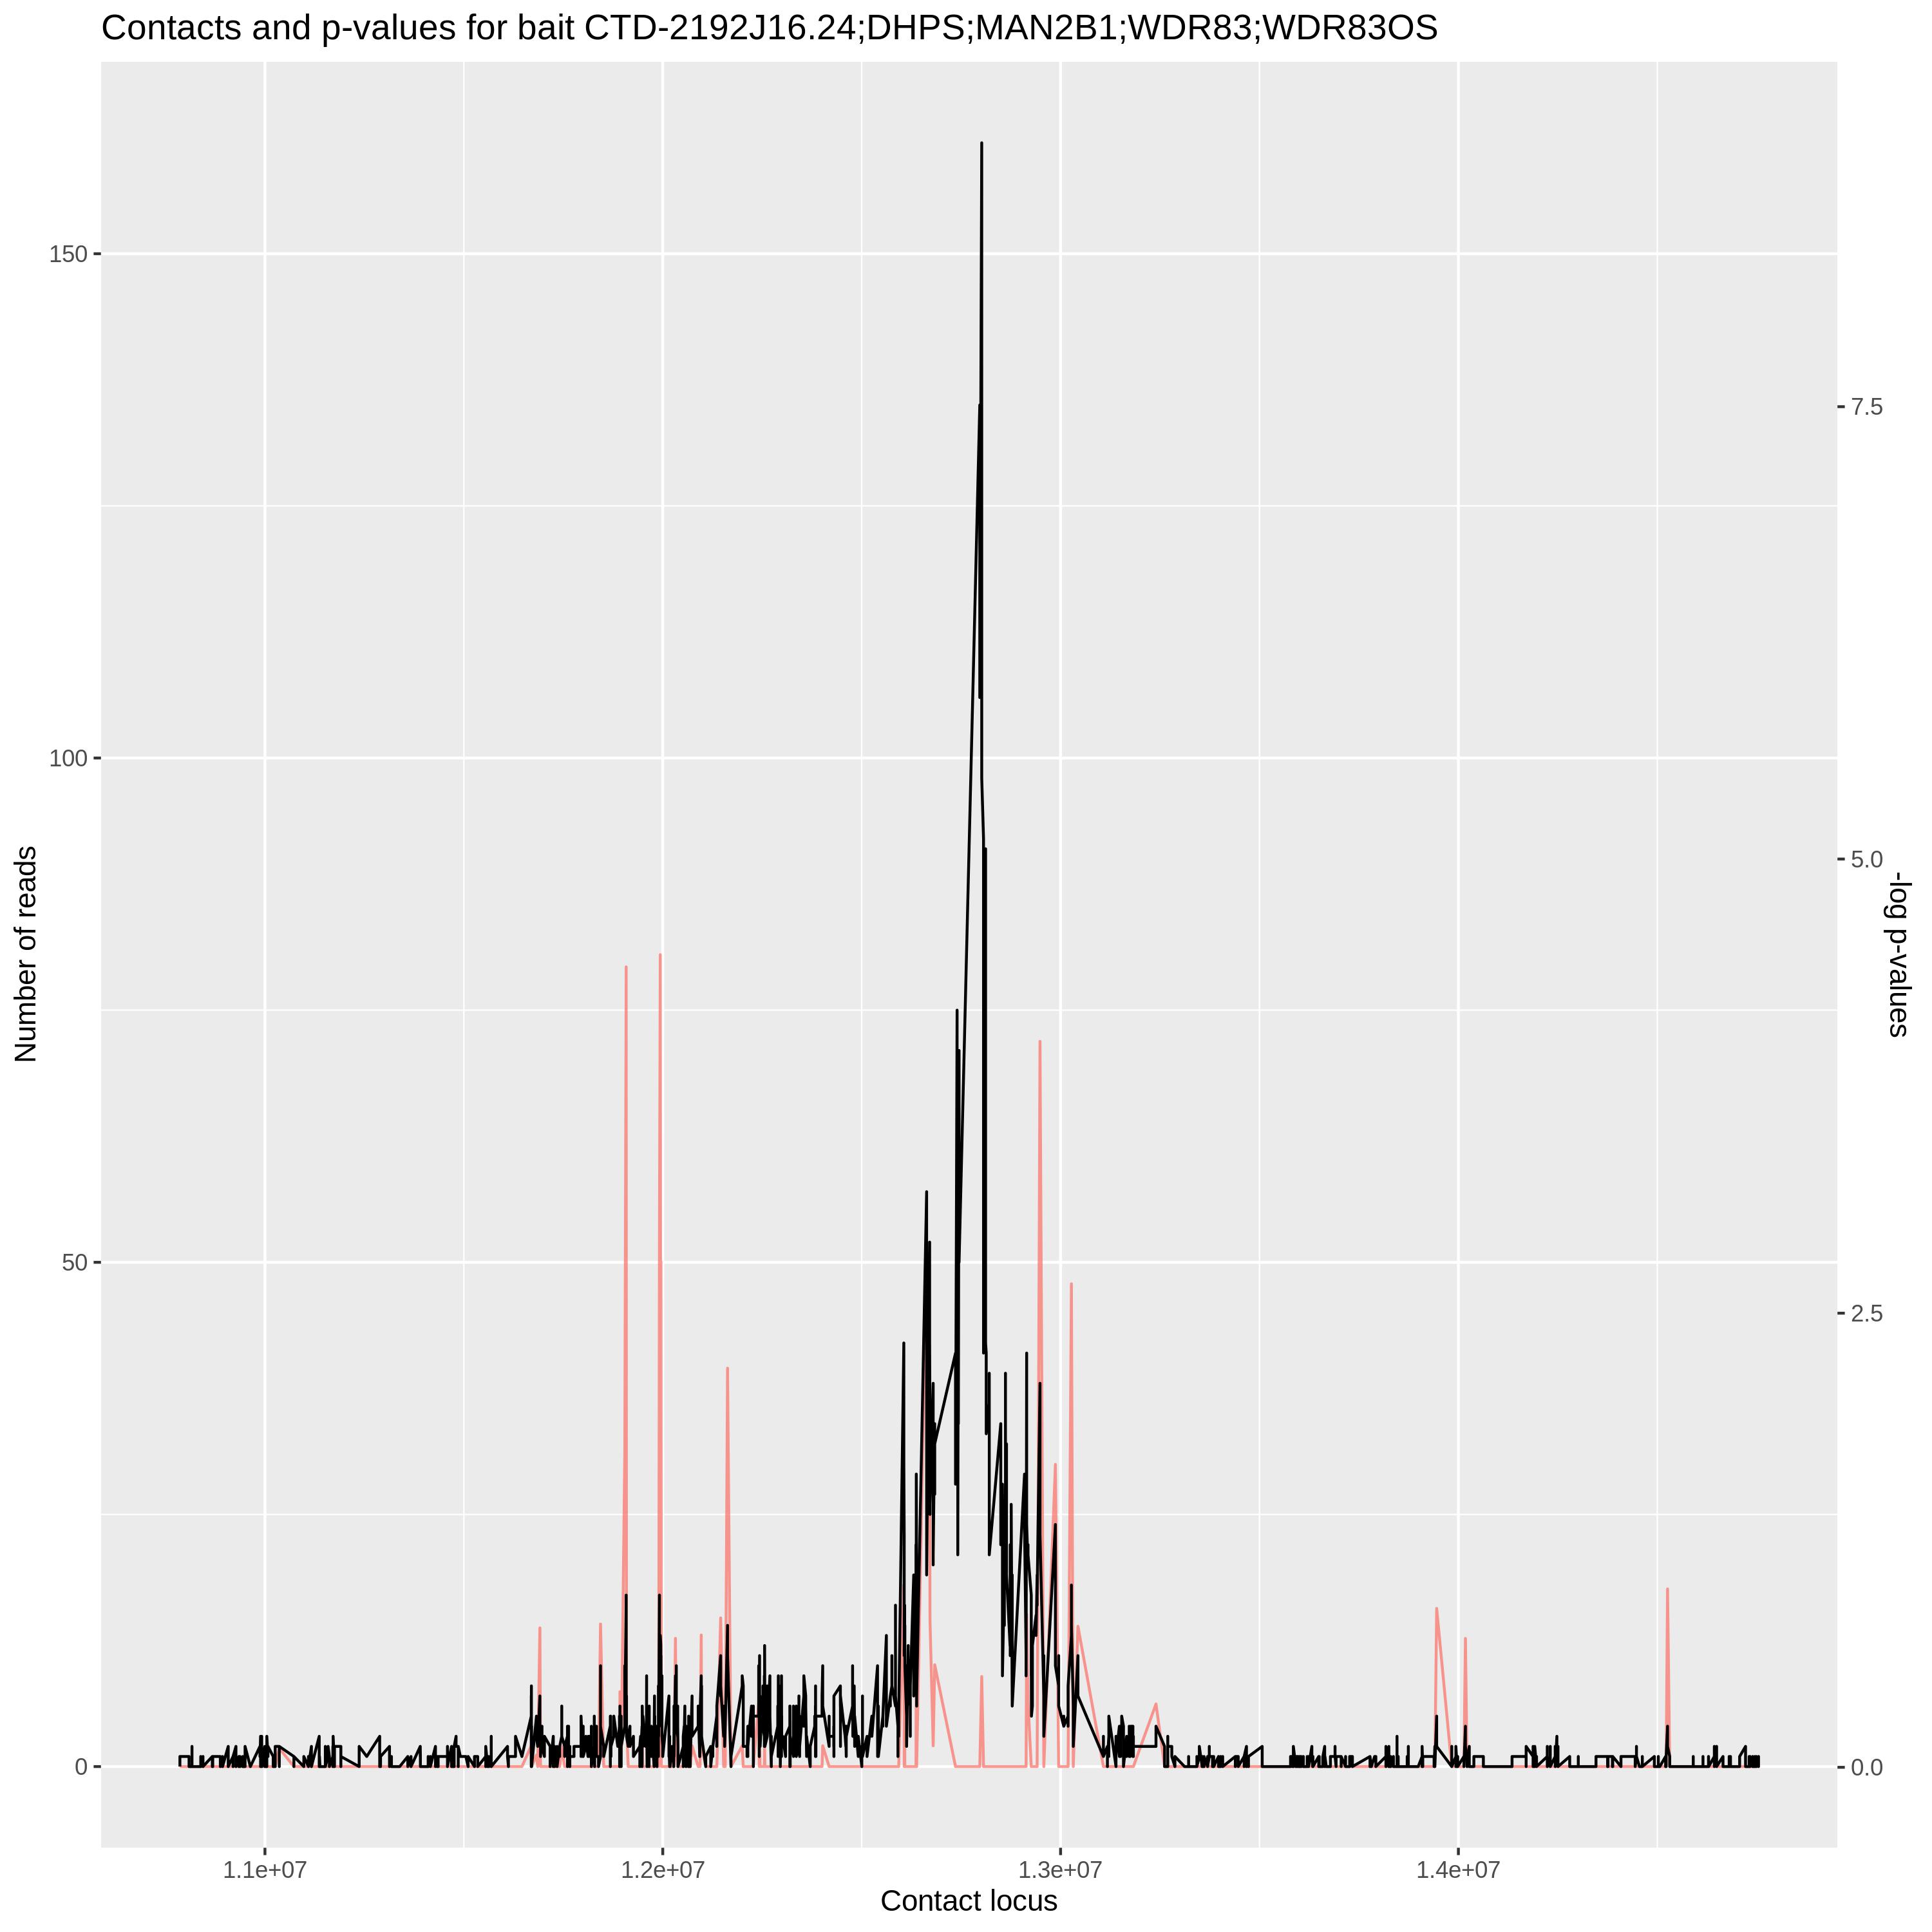 Contacts and p-values for bait CTD-2192J16.24;DHPS;MAN2B1;WDR83;WDR83OS
150
100
50
0
Number of reads
7.5
5.0
2.5
0.0
-log p-values
1.1e+07
1.2e+07
1.3e+07
1.4e+07
Contact locus